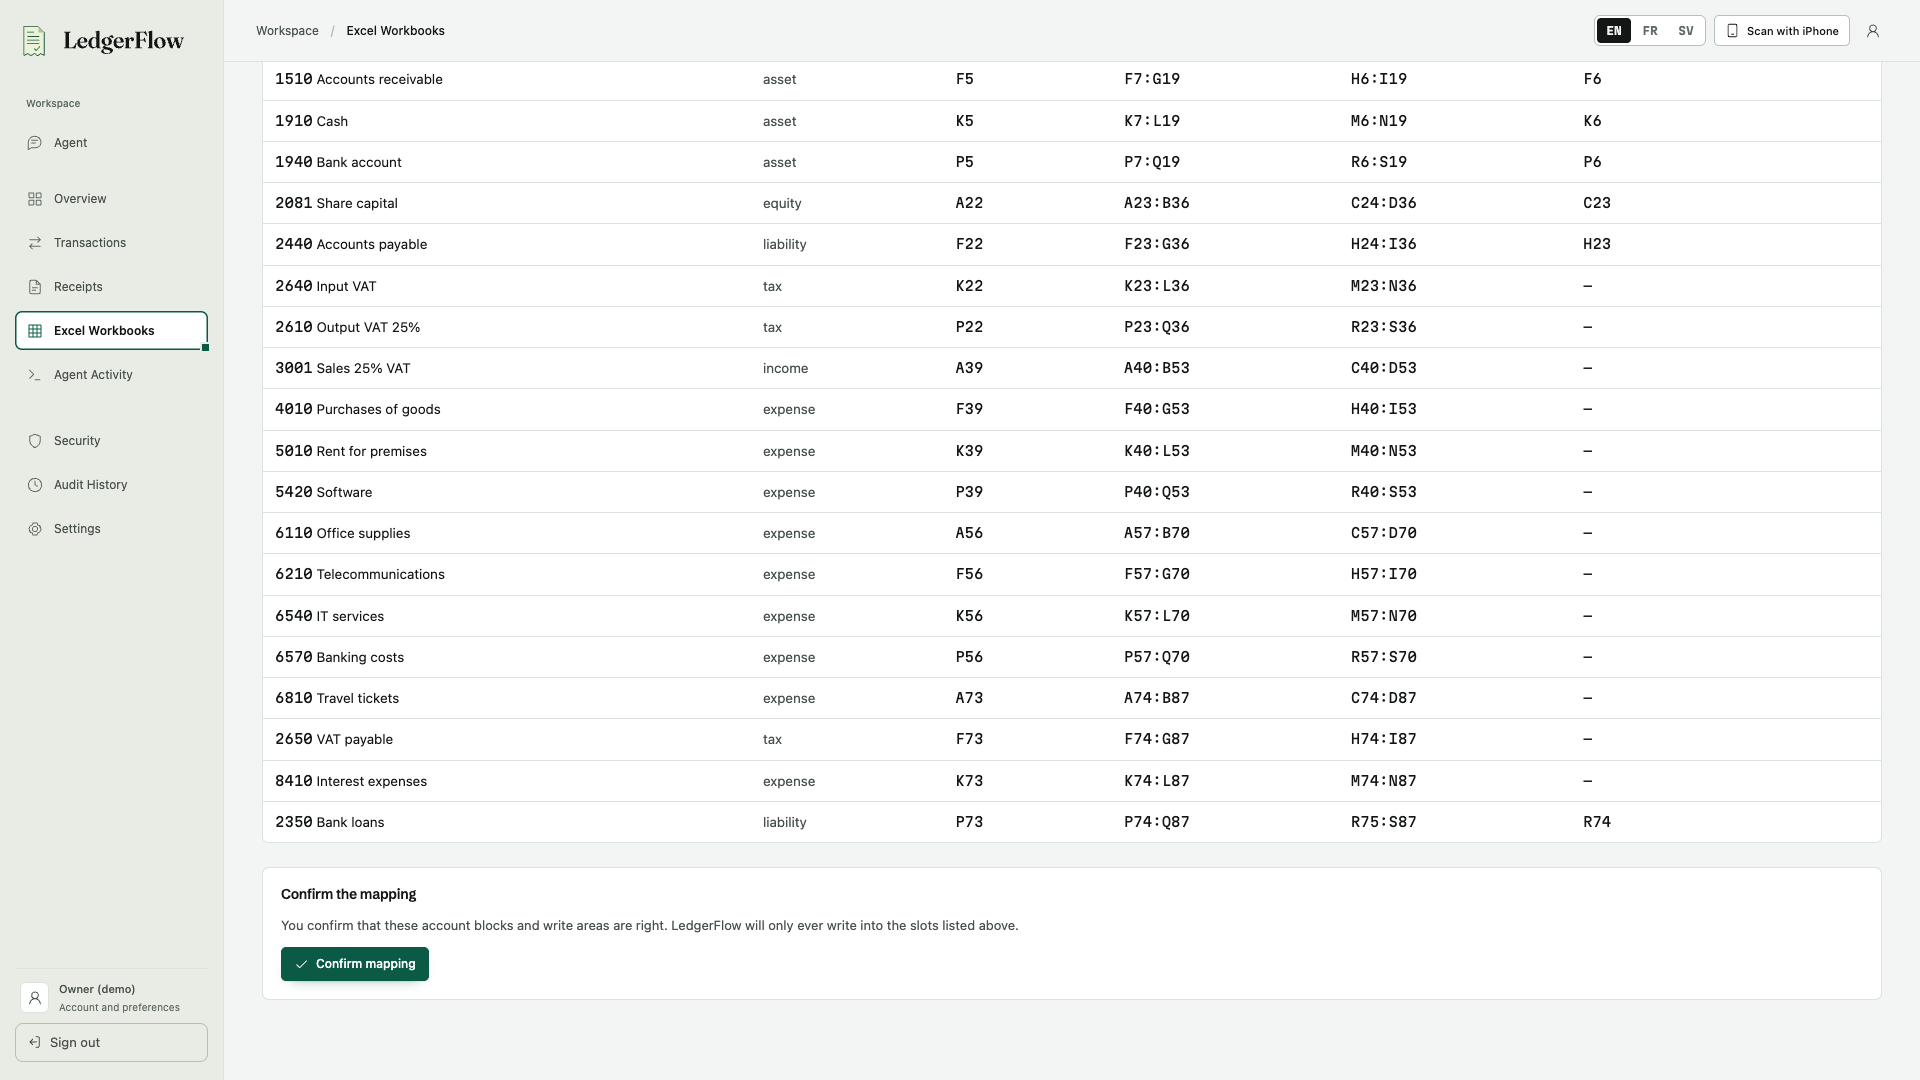 LedgerFlow
Workspace
Agent
Overview
Transactions
Receipts
Excel Workbooks
Agent Activity
Security
Audit History
Settings
Owner (demo)
Account and preferences
Sign out
Workspace / Excel Workbooks
EN FR SV
Scan with iPhone
1510 Accounts receivable asset F5 F7:G19 H6:I19 F6
1910 Cash asset K5 K7:L19 M6:N19 K6
1940 Bank account asset P5 P7:Q19 R6:S19 P6
2081 Share capital equity A22 A23:B36 C24:D36 C23
2440 Accounts payable liability F22 F23:G36 H24:I36 H23
2640 Input VAT tax K22 K23:L36 M23:N36 –
2610 Output VAT 25% tax P22 P23:Q36 R23:S36 –
3001 Sales 25% VAT income A39 A40:B53 C40:D53 –
4010 Purchases of goods expense F39 F40:G53 H40:I53 –
5010 Rent for premises expense K39 K40:L53 M40:N53 –
5420 Software expense P39 P40:Q53 R40:S53 –
6110 Office supplies expense A56 A57:B70 C57:D70 –
6210 Telecommunications expense F56 F57:G70 H57:I70 –
6540 IT services expense K56 K57:L70 M57:N70 –
6570 Banking costs expense P56 P57:Q70 R57:S70 –
6810 Travel tickets expense A73 A74:B87 C74:D87 –
2650 VAT payable tax F73 F74:G87 H74:I87 –
8410 Interest expenses expense K73 K74:L87 M74:N87 –
2350 Bank loans liability P73 P74:Q87 R75:S87 R74
Confirm the mapping
You confirm that these account blocks and write areas are right. LedgerFlow will only ever write into the slots listed above.
Confirm mapping